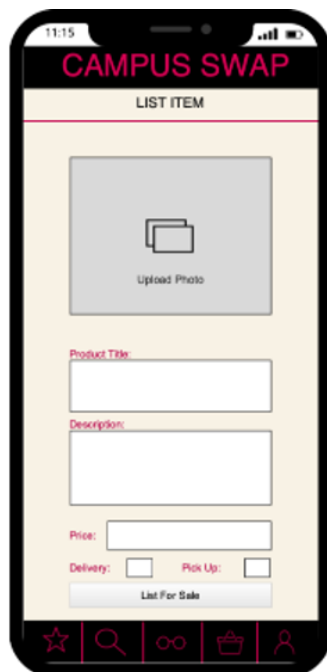 11:15
CAMPUS SWAP
LIST ITEM
Upload Photo
Product Title:
Description:
Price:
Delivery: Pick Up:
List For Sale